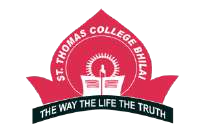 ST. THOMAS COLLEGE BHILAI
THE WAY THE LIFE THE TRUTH